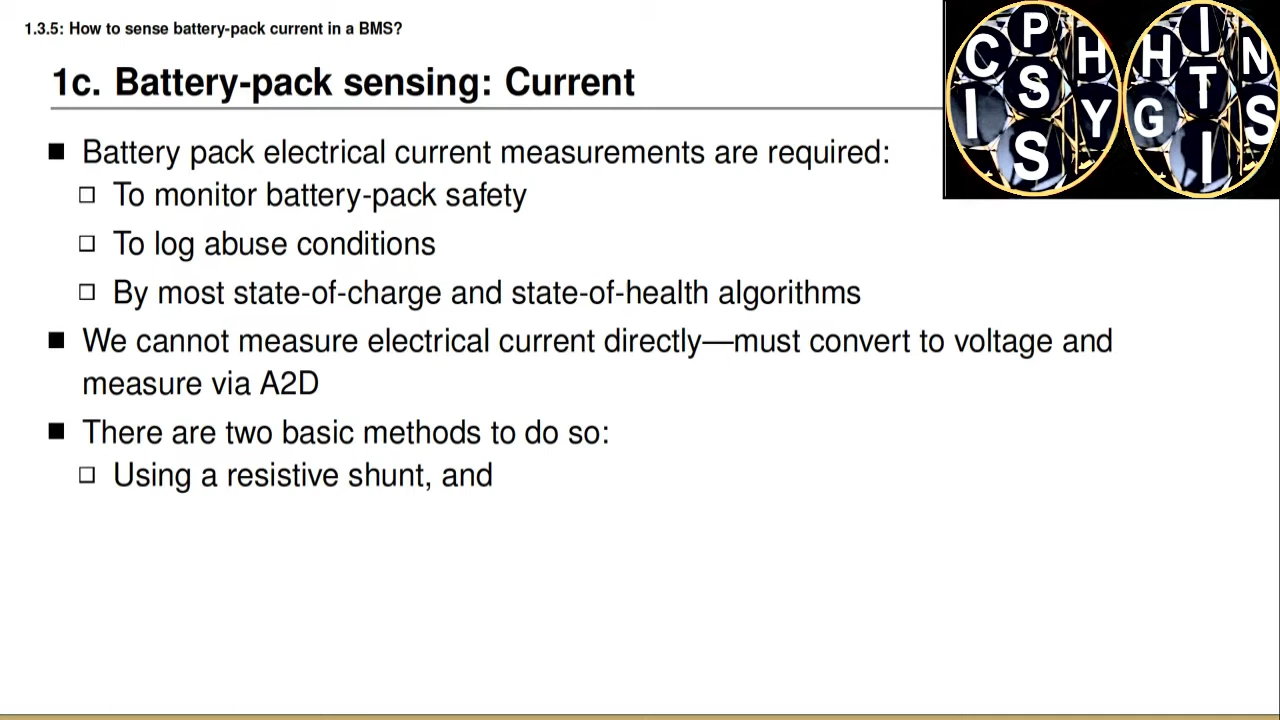 1.3.5: How to sense battery-pack current in a BMS?
1c. Battery-pack sensing: Current
Battery pack electrical current measurements are required:
To monitor battery-pack safety
To log abuse conditions
By most state-of-charge and state-of-health algorithms
We cannot measure electrical current directly—must convert to voltage and
measure via A2D
There are two basic methods to do so:
Using a resistive shunt, and
P
C H
S
I Y
S
I
H N
T
G S
I